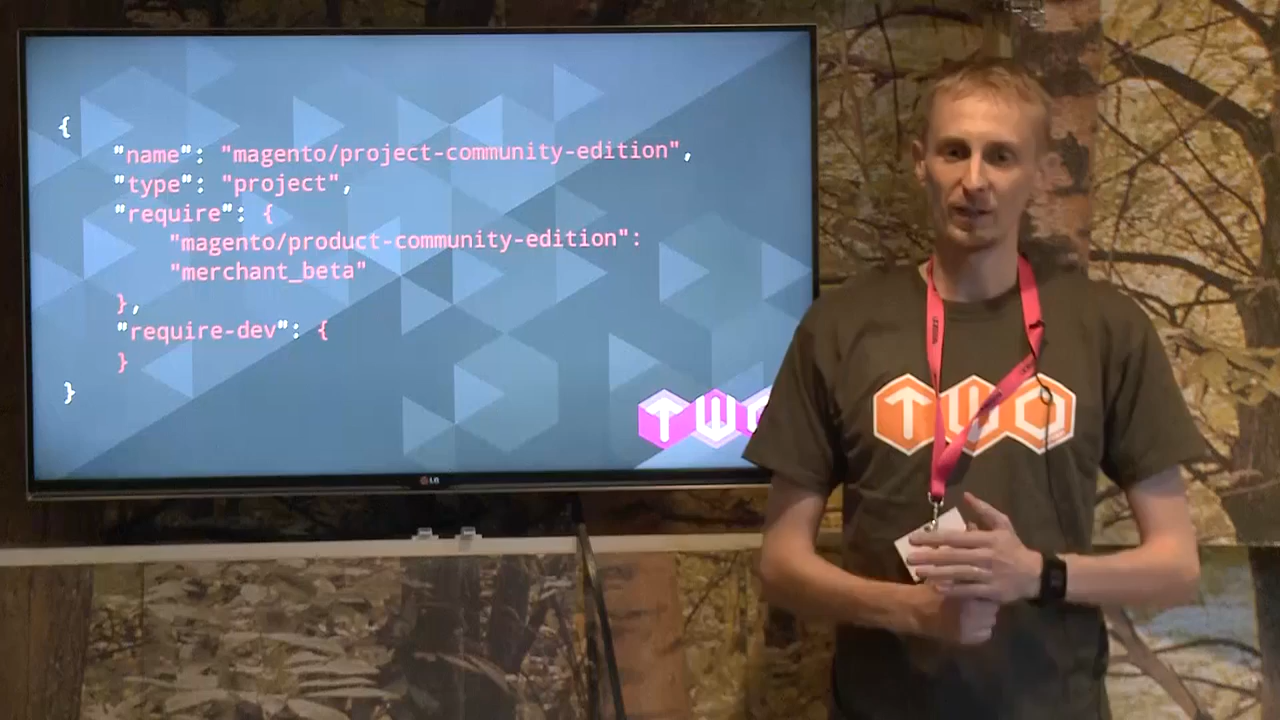 {
"name": "magento/project-community-edition",
"type": "project",
"require": {
"magento/product-community-edition":
"merchant_beta"
},
"require-dev": {
}
}
TWO
LG
TWO